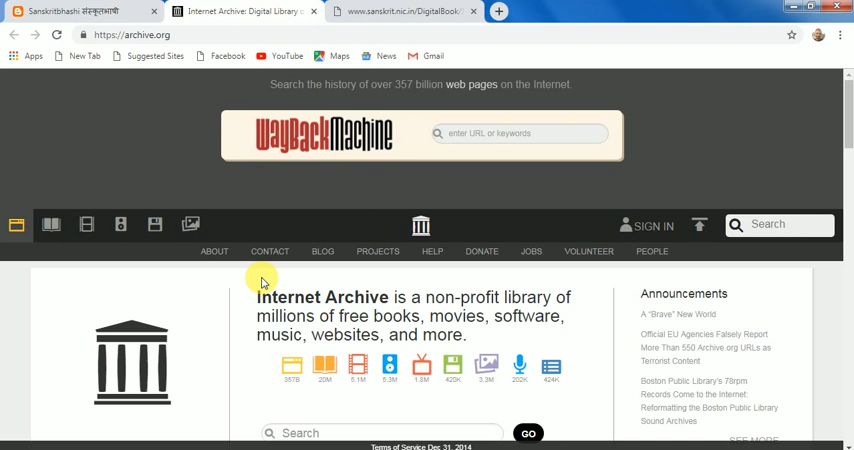 Sanskritbhashi संस्कृतभाषी
Internet Archive: Digital Library o
www.sanskrit.nic.in/DigitalBook/
https://archive.org
Apps New Tab Suggested Sites Facebook YouTube Maps News Gmail
Search the history of over 357 billion web pages on the Internet.
WayBackMachine
enter URL or keywords
SIGN IN
Search
ABOUT CONTACT BLOG PROJECTS HELP DONATE JOBS VOLUNTEER PEOPLE
Internet Archive is a non-profit library of
millions of free books, movies, software,
music, websites, and more.
357B 20M 5.1M 5.3M 1.8M 420K 3.3M 202K 424K
Search
GO
Announcements
A "Brave" New World
Official EU Agencies Falsely Report
More Than 550 Archive.org URLs as
Terrorist Content
Boston Public Library's 78rpm
Records Come to the Internet:
Reformatting the Boston Public Library
Sound Archives
SEE MORE
Terms of Service Dec 31, 2014